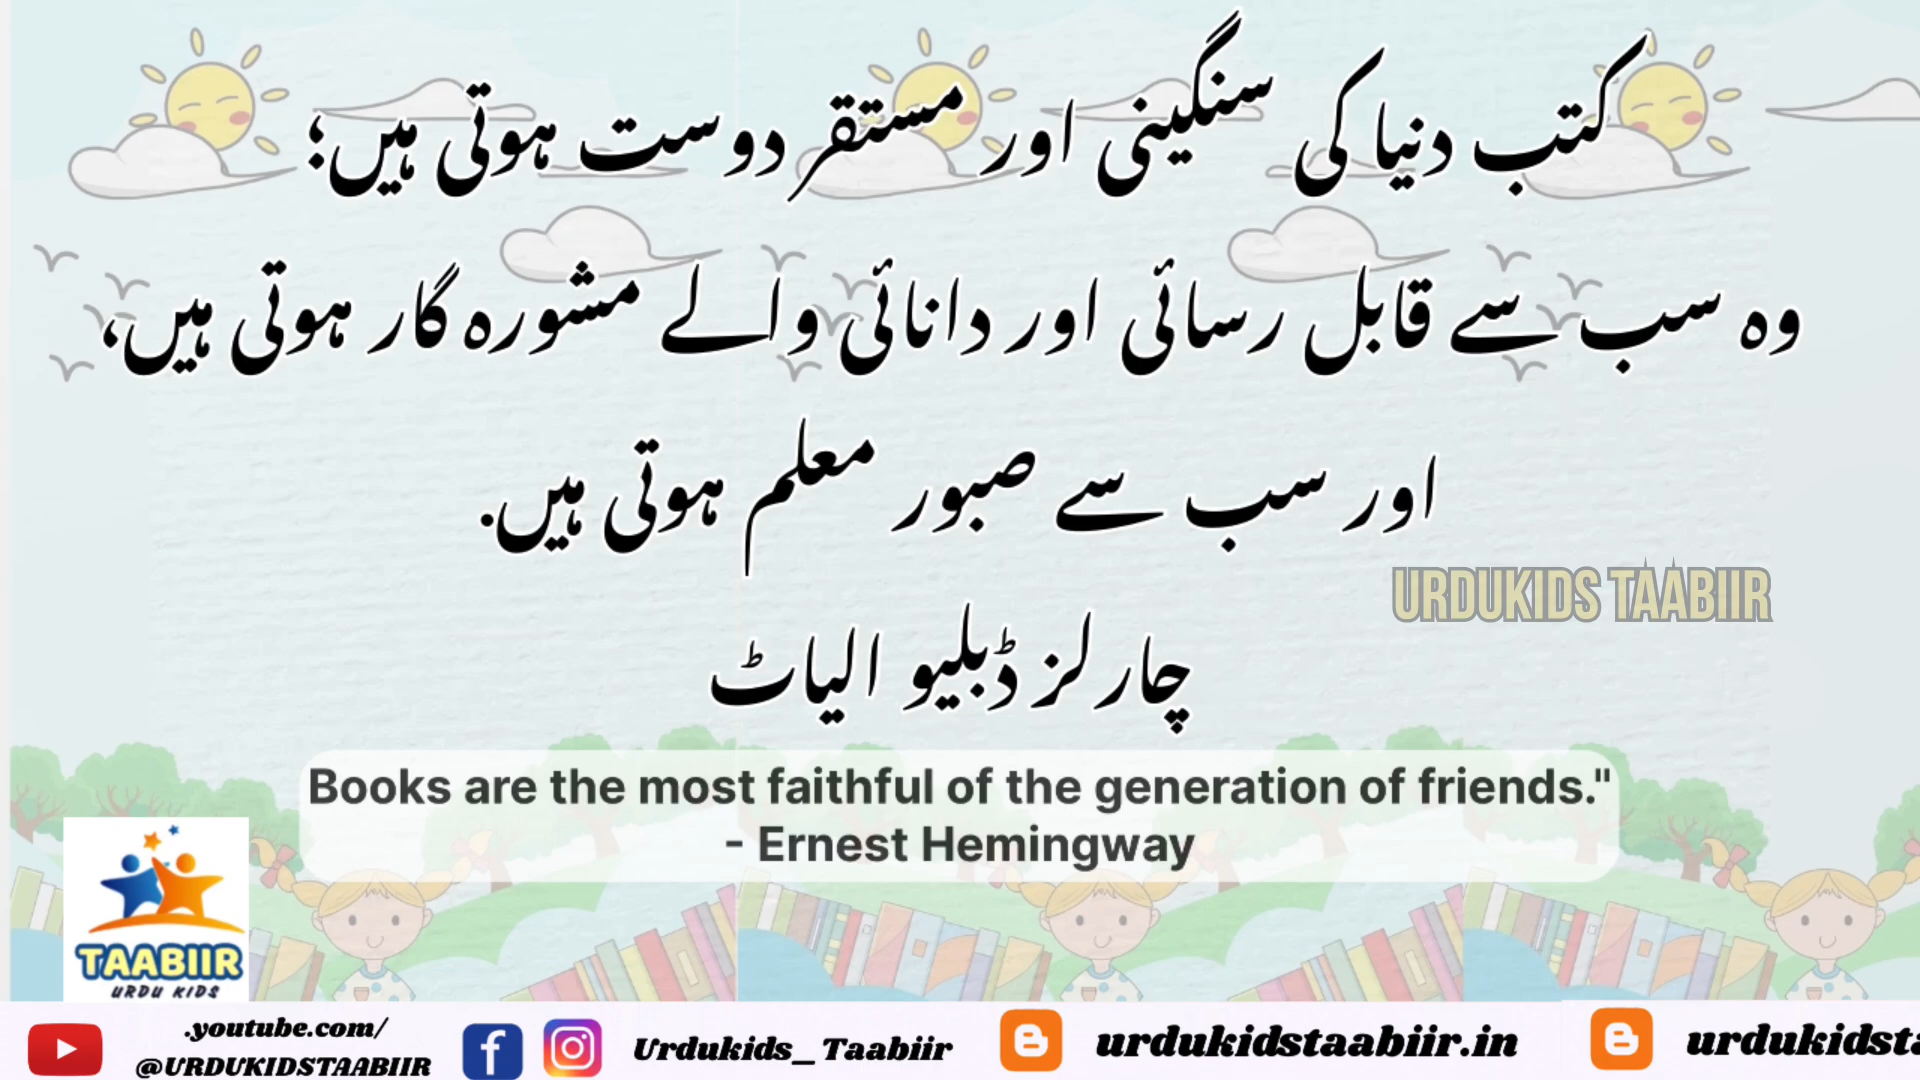 کتب دنیا کی سنگینی اور مستقر دوست ہوتی ہیں؛
وہ سب سے قابل رسائی اور دانائی والے مشورہ گار ہوتی ہیں،
اور سب سے صبور معلم ہوتی ہیں.
URDUKIDS TAABIIR
چارلز ڈبلیو الیاٹ
Books are the most faithful of the generation of friends."
- Ernest Hemingway
TAABIIR
URDU KIDS
.youtube.com/
@URDUKIDSTAABIIR
Urdukids_Taabiir
urdukidstaabiir.in
urdukidsta